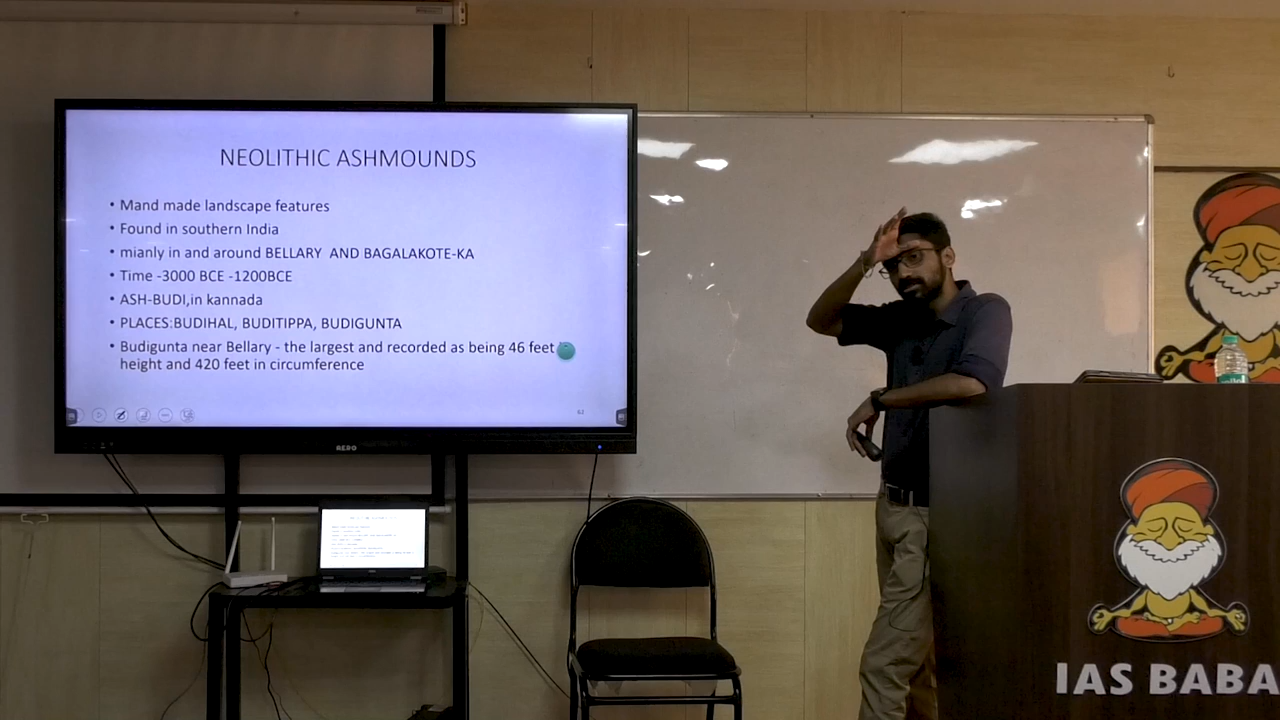 NEOLITHIC ASHMOUNDS
• Mand made landscape features
• Found in southern India
• mianly in and around BELLARY AND BAGALAKOTE-KA
• Time -3000 BCE -1200BCE
• ASH-BUDI,in kannada
• PLACES:BUDIHAL, BUDITIPPA, BUDIGUNTA
• Budigunta near Bellary - the largest and recorded as being 46 feet
height and 420 feet in circumference
62
AERO
IAS BABA